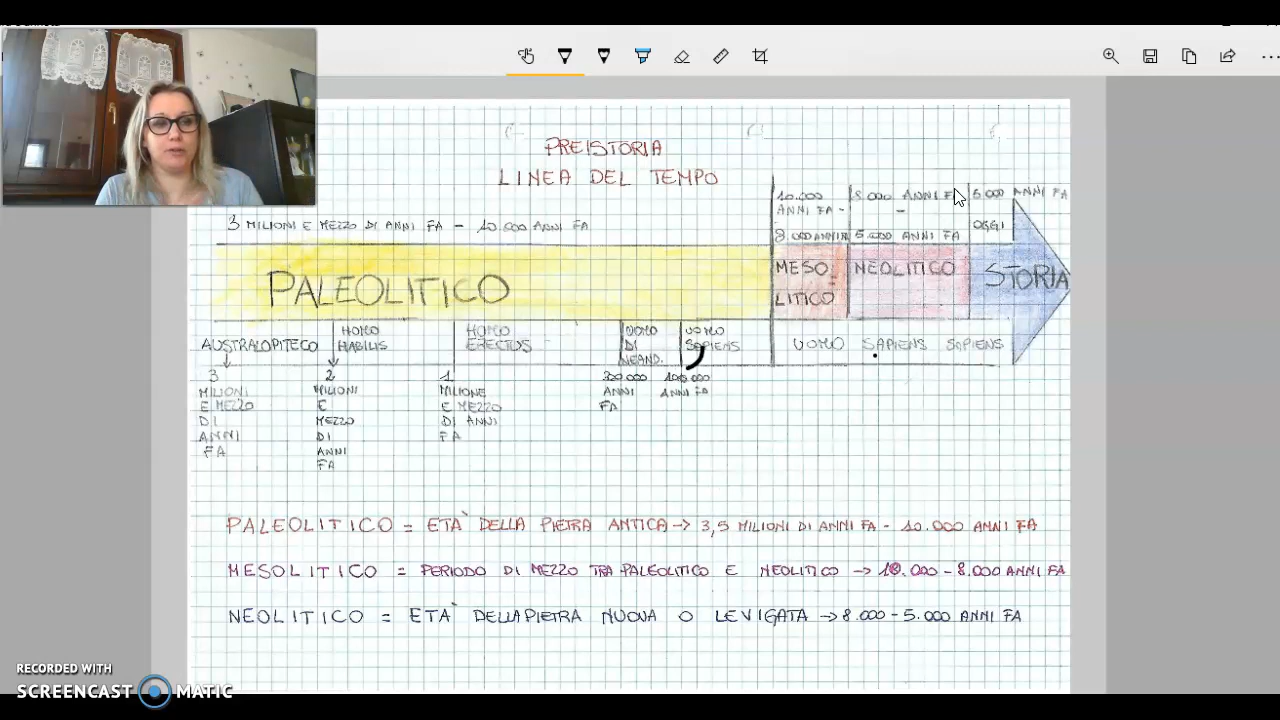 PREISTORIA
LINEA DEL TEMPO
3 MILIONI E MEZZO DI ANNI FA - 10.000 ANNI FA
10.000
ANNI FA -
8.000 ANNI FA
8.000 ANNI FA
-
5.000 ANNI FA
5.000 ANNI FA
OGGI
PALEOLITICO
MESO
LITICO
NEOLITICO
STORIA
AUSTRALOPITECO
HOMO
HABILIS
HOMO
ERECTUS
UOMO
DI
NEAND.
UOMO
SAPIENS
UOMO SAPIENS SAPIENS
3
MILIONI
E MEZZO
DI
ANNI
FA
2
MILIONI
E
MEZZO
DI
ANNI
FA
1
MILIONE
E MEZZO
DI ANNI
FA
200.000
ANNI
FA
100.000
ANNI FA
PALEOLITICO = ETÀ DELLA PIETRA ANTICA → 3,5 MILIONI DI ANNI FA - 10.000 ANNI FA
MESOLITICO = PERIODO DI MEZZO TRA PALEOLITICO E NEOLITICO → 10.000 - 8.000 ANNI FA
NEOLITICO = ETÀ DELLA PIETRA NUOVA O LEVIGATA → 8.000 - 5.000 ANNI FA
RECORDED WITH
SCREENCAST MATIC